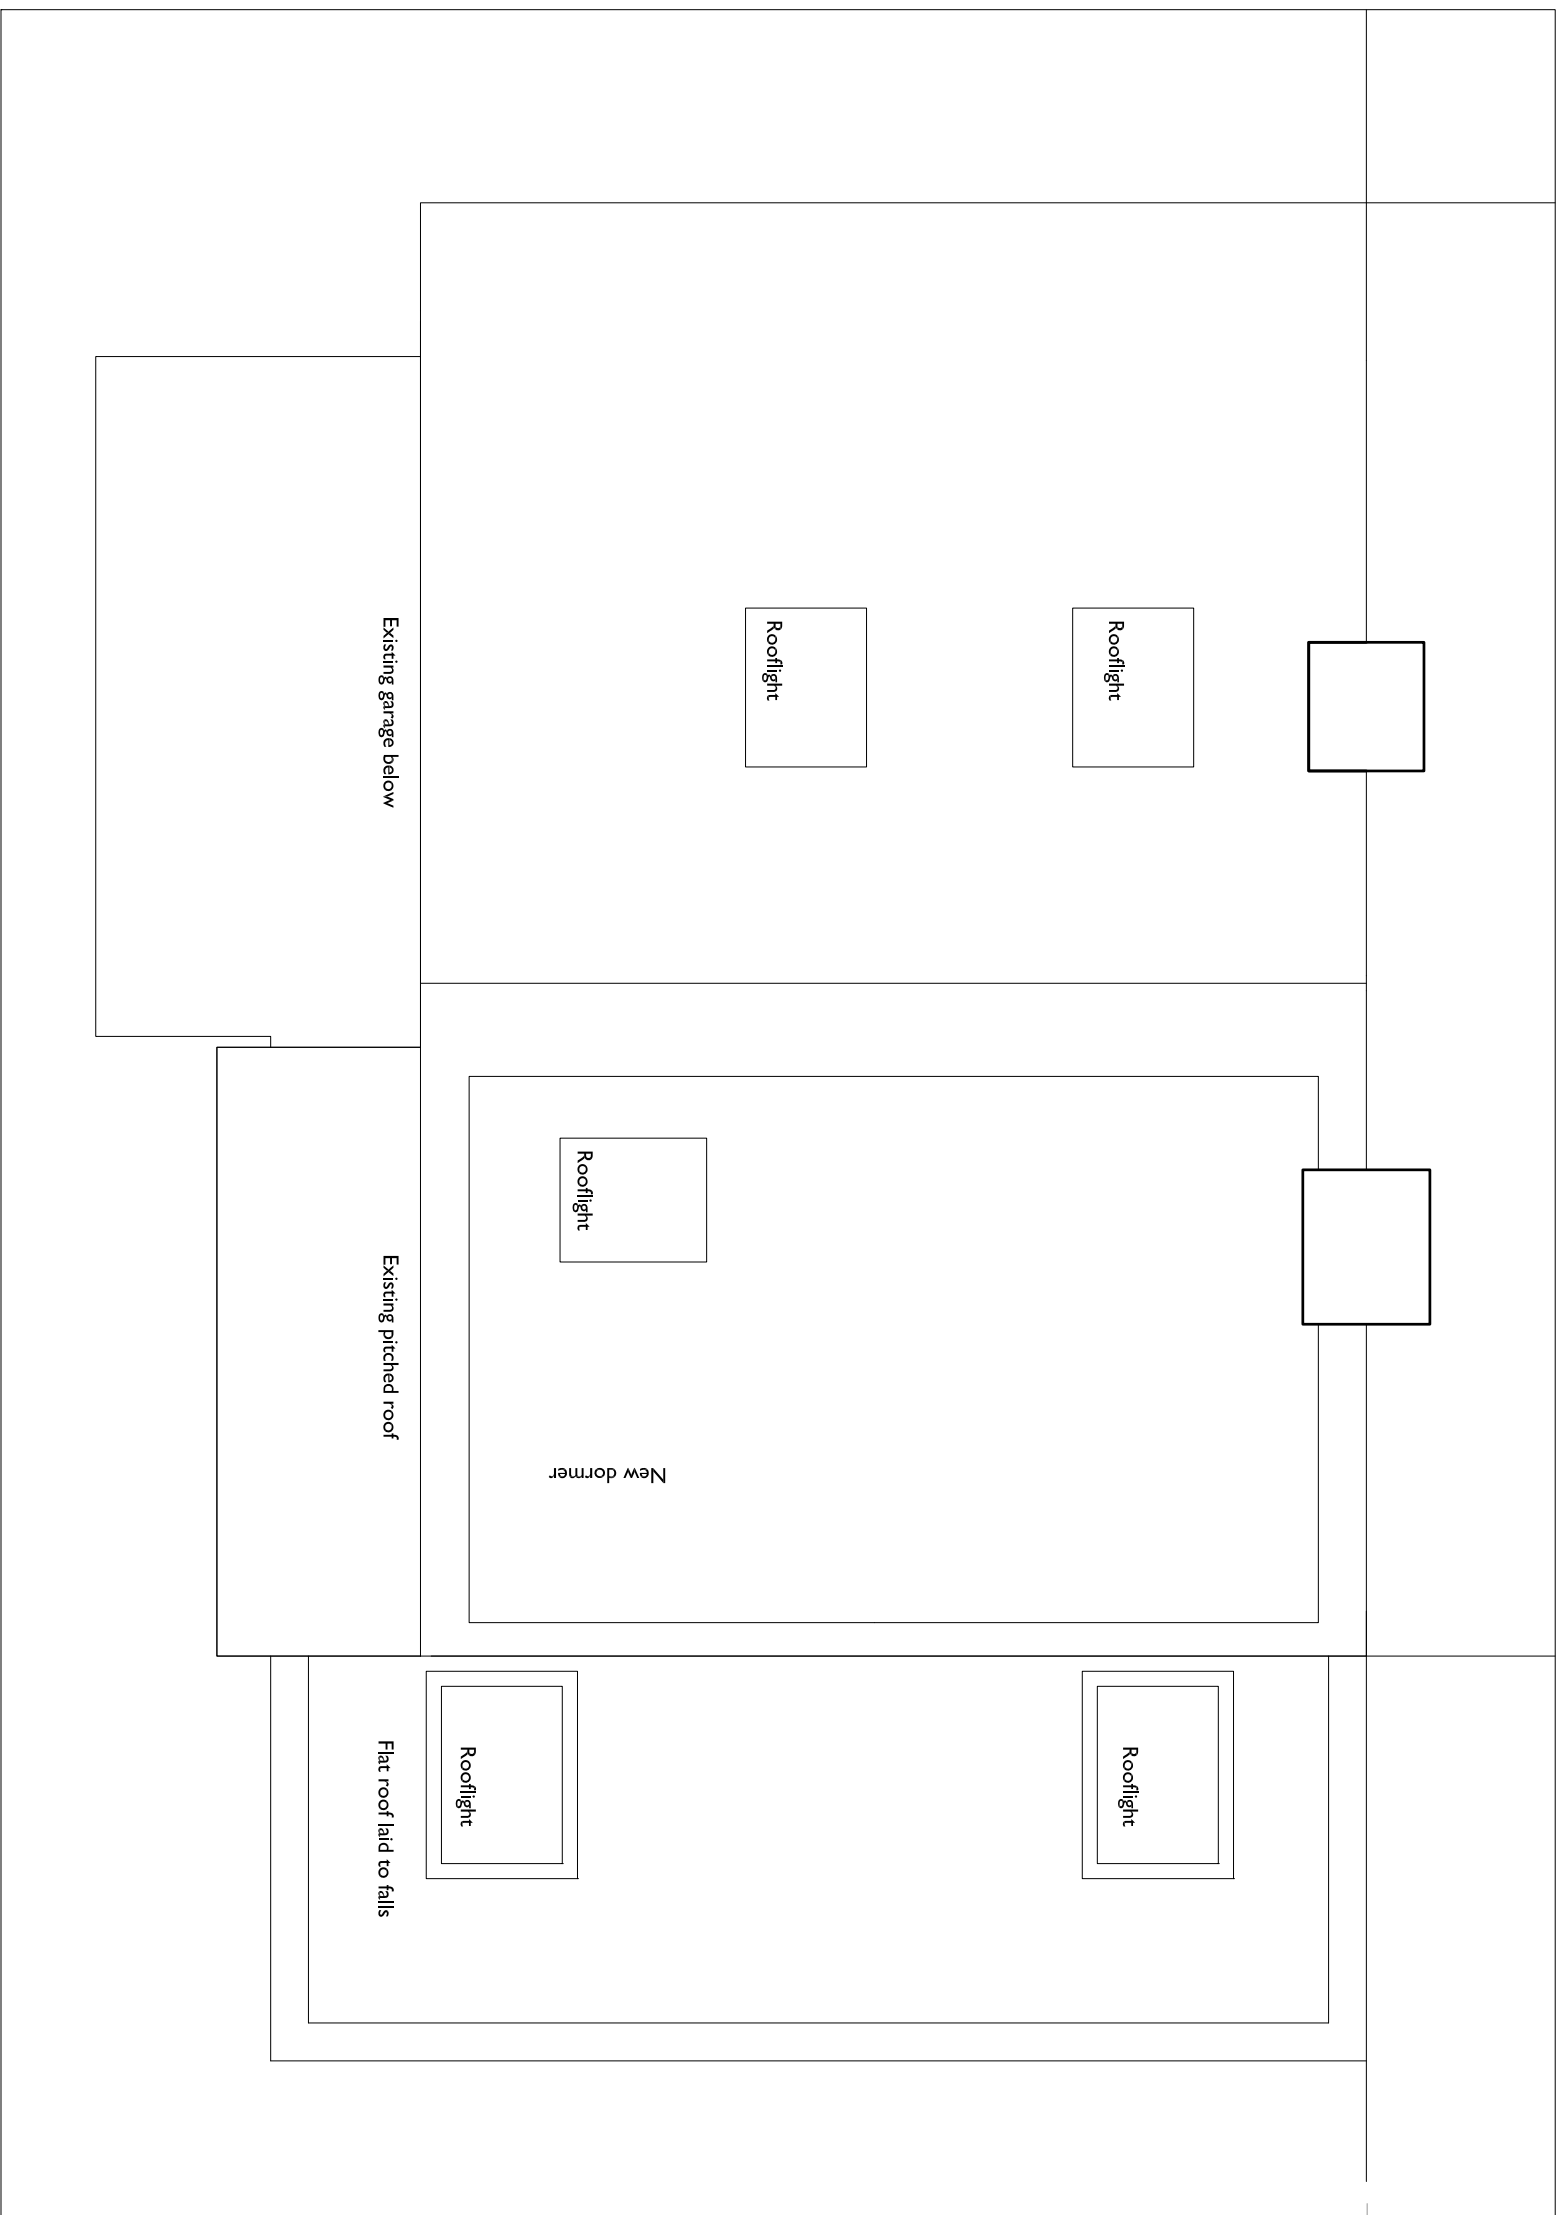 Rooflight
Rooflight
Existing garage below
Rooflight
Existing pitched roof
New dormer
Rooflight
Rooflight
Flat roof laid to falls